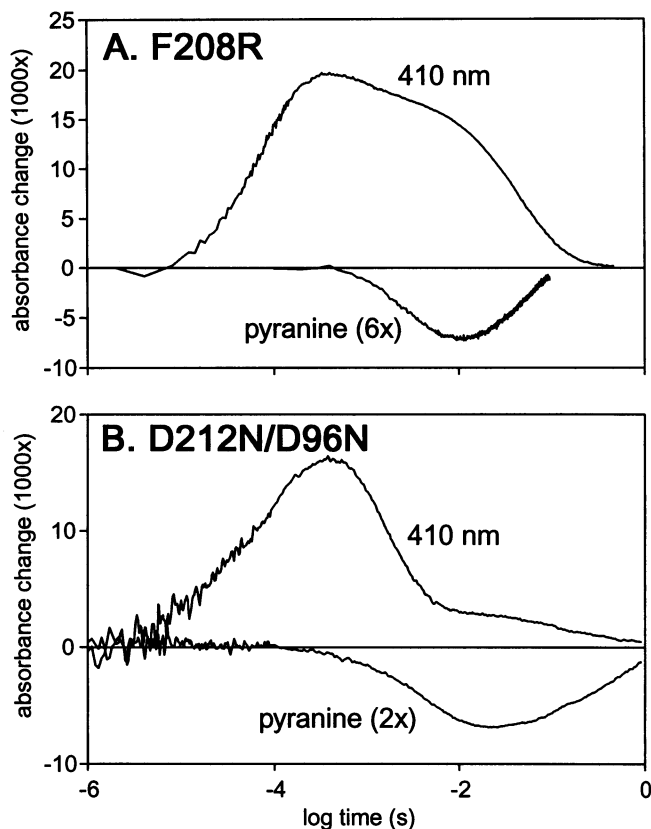 A. F208R
410 nm
absorbance change (1000x)
25
20
15
10
5
0
-5
-10
pyranine (6x)
B. D212N/D96N
410 nm
absorbance change (1000x)
20
10
0
-10
pyranine (2x)
-6 -4 -2 0
log time (s)